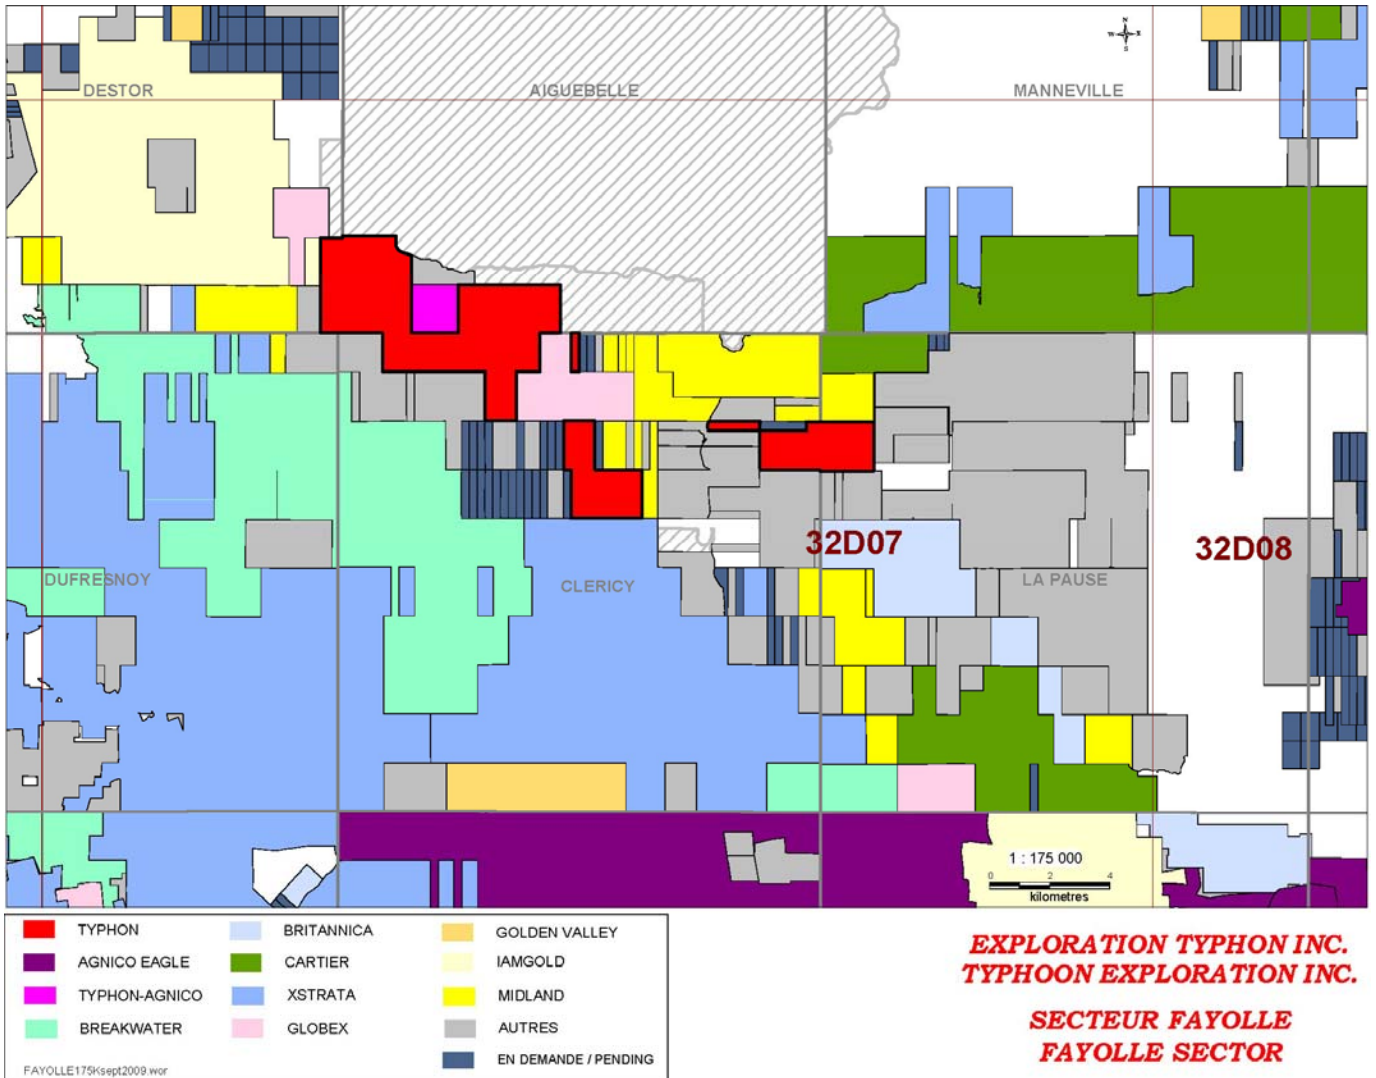 N
W E
S
DESTOR
AIGUEBELLE
MANNEVILLE
32D07
32D08
DUFRESNOY
CLERICY
LA PAUSE
1 : 175 000
0 2 4
kilometres
TYPHON
BRITANNICA
GOLDEN VALLEY
AGNICO EAGLE
CARTIER
IAMGOLD
TYPHON-AGNICO
XSTRATA
MIDLAND
BREAKWATER
GLOBEX
AUTRES
EN DEMANDE / PENDING
FAYOLLE175Ksept2009.wor
EXPLORATION TYPHON INC.
TYPHOON EXPLORATION INC.
SECTEUR FAYOLLE
FAYOLLE SECTOR